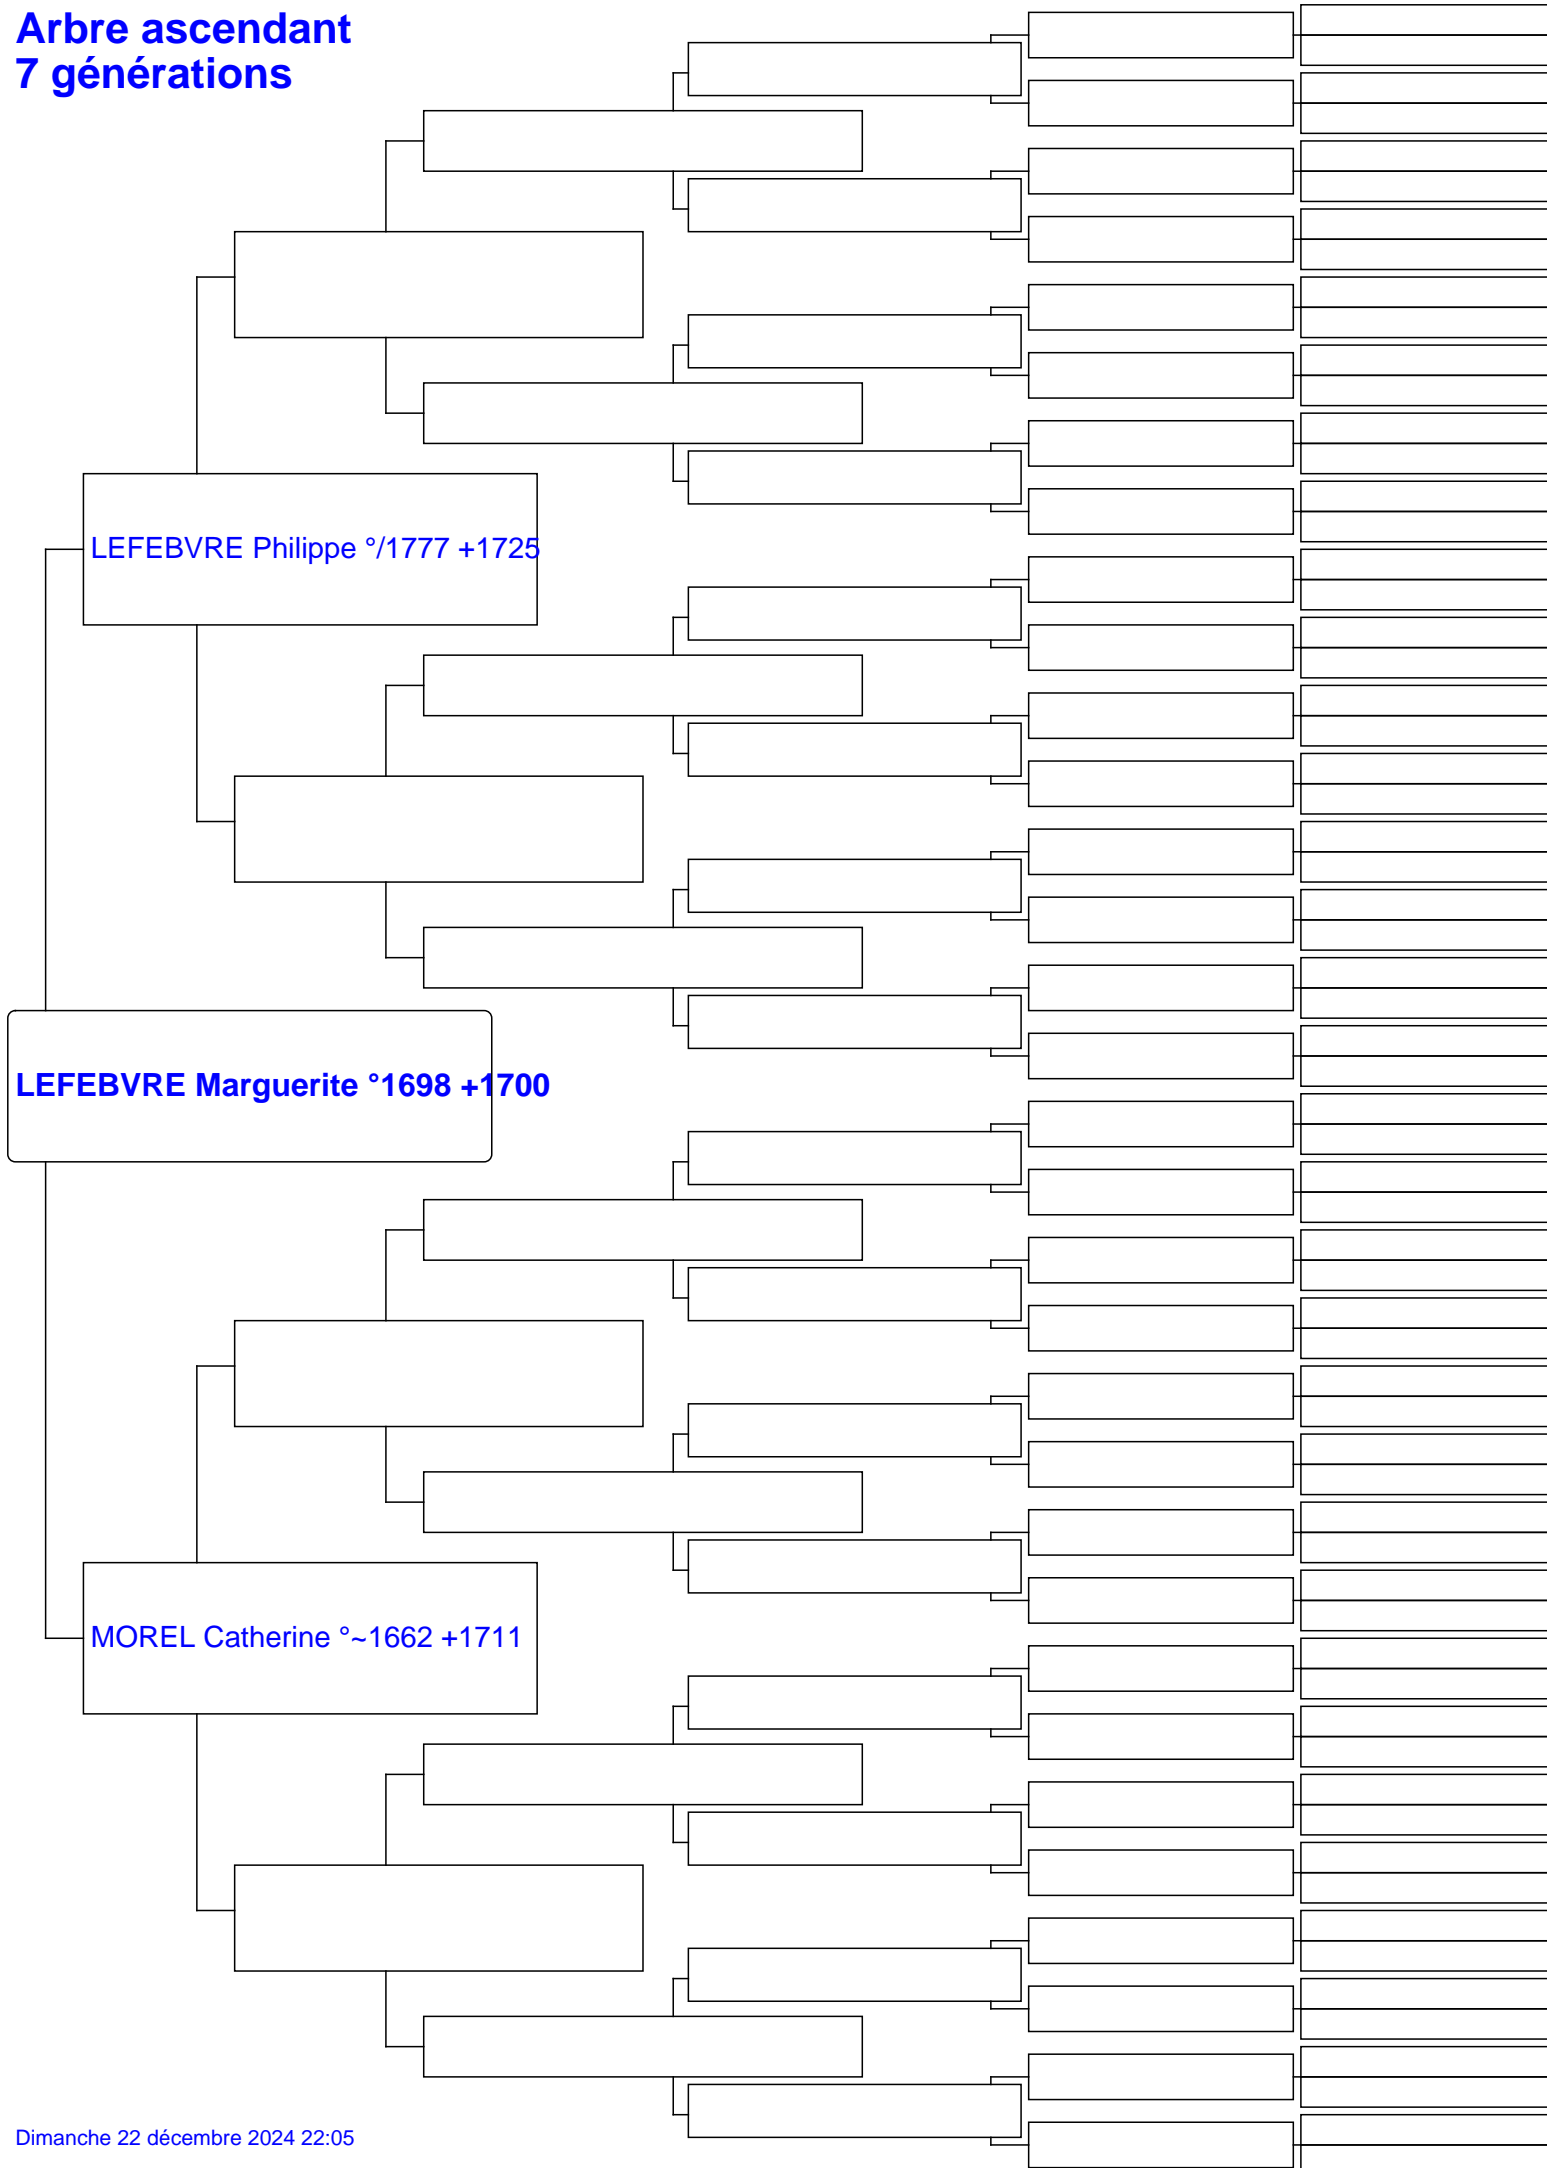 Arbre ascendant
7 générations
LEFEBVRE Philippe °/1777 +1725
LEFEBVRE Marguerite °1698 +1700
MOREL Catherine °~1662 +1711
Dimanche 22 décembre 2024 22:05